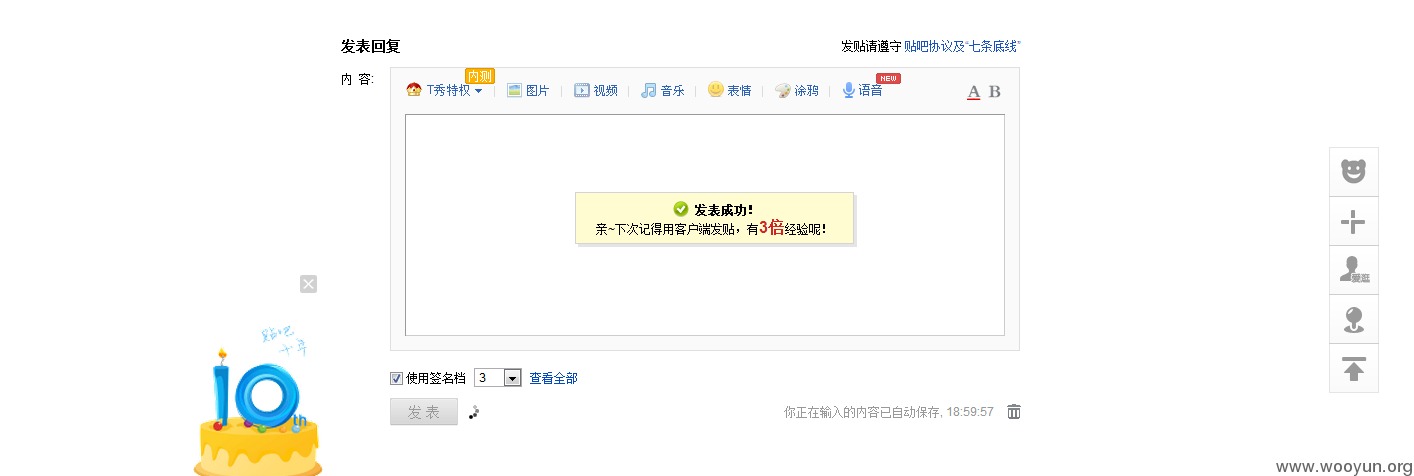 发表回复
发贴请遵守 贴吧协议及“七条底线”
内 容:
内测
NEW
T秀特权 图片 视频 音乐 表情 涂鸦 语音 A B
发表成功！
亲~下次记得用客户端发贴，有3倍经验呢！
爱逛
贴吧
十年
10th
使用签名档 3 查看全部
发 表
你正在输入的内容已自动保存, 18:59:57
www.wooyun.org